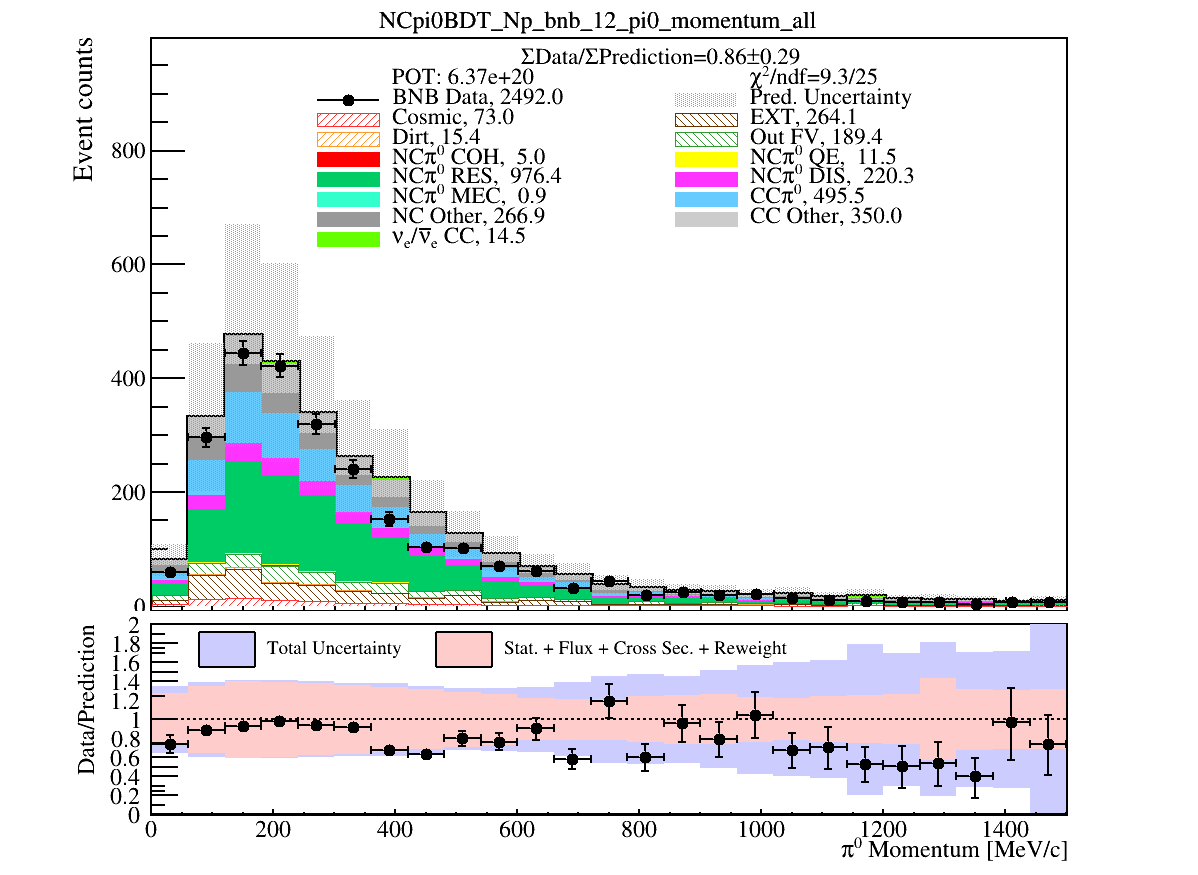 NCpi0BDT_Np_bnb_12_pi0_momentum_all
ΣData/ΣPrediction=0.86±0.29
POT: 6.37e+20
χ²/ndf=9.3/25
BNB Data, 2492.0
Pred. Uncertainty
Cosmic, 73.0
EXT, 264.1
Dirt, 15.4
Out FV, 189.4
NCπ⁰ COH, 5.0
NCπ⁰ QE, 11.5
NCπ⁰ RES, 976.4
NCπ⁰ DIS, 220.3
NCπ⁰ MEC, 0.9
CCπ⁰, 495.5
NC Other, 266.9
CC Other, 350.0
νₑ/ν̅ₑ CC, 14.5
Event counts
800
600
400
200
0
Data/Prediction
2
1.8
1.6
1.4
1.2
1
0.8
0.6
0.4
0.2
0
Total Uncertainty
Stat. + Flux + Cross Sec. + Reweight
0 200 400 600 800 1000 1200 1400
π⁰ Momentum [MeV/c]